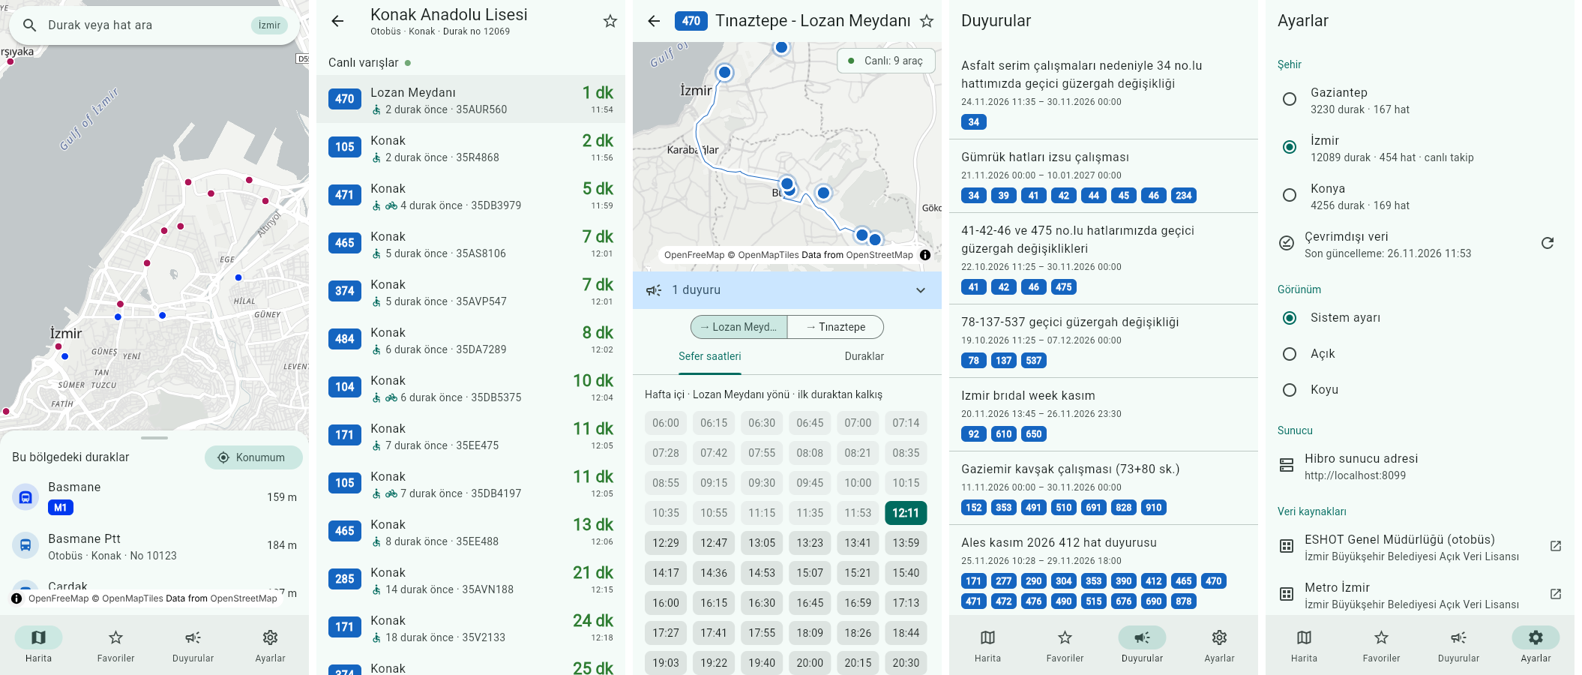 Durak veya hat ara
İzmir
rşıyaka
Gulf of İzmir
Altınyol
EGE
HİLAL
İzmir
GÜNEŞ
YENİ
GÜNEY
LEVEN
TAN
SÜMER
TUZCU
FATİH
Bu bölgedeki duraklar
Konumum
Basmane
159 m
M1
Basmane Ptt
184 m
Otobüs · Konak · No 10123
Çardak
OpenFreeMap © OpenMapTiles Data from OpenStreetMap
Harita
Favoriler
Duyurular
Ayarlar
Konak Anadolu Lisesi
Otobüs · Konak · Durak no 12069
Canlı varışlar
470
Lozan Meydanı
1 dk
2 durak önce · 35AUR560
11:54
105
Konak
2 dk
2 durak önce · 35R4868
11:56
471
Konak
5 dk
4 durak önce · 35DB3979
11:59
465
Konak
7 dk
5 durak önce · 35AS8106
12:01
374
Konak
7 dk
5 durak önce · 35AVP547
12:01
484
Konak
8 dk
6 durak önce · 35DA7289
12:02
104
Konak
10 dk
6 durak önce · 35DB5375
12:04
171
Konak
11 dk
7 durak önce · 35EE475
12:05
105
Konak
11 dk
7 durak önce · 35DB4197
12:05
465
Konak
13 dk
8 durak önce · 35EE488
12:06
285
Konak
21 dk
14 durak önce · 35AVN188
12:15
171
Konak
24 dk
18 durak önce · 35V2133
12:18
374
Konak
25 dk
470
Tınaztepe - Lozan Meydanı
Canlı: 9 araç
Gulf of
İzmir
Karabağlar
Bu
Gökd
OpenFreeMap © OpenMapTiles Data from OpenStreetMap
1 duyuru
→ Lozan Meyd...
→ Tınaztepe
Sefer saatleri
Duraklar
Hafta içi · Lozan Meydanı yönü · ilk duraktan kalkış
06:00 06:15 06:30 06:45 07:00 07:14
07:28 07:42 07:55 08:08 08:21 08:35
08:55 09:15 09:30 09:45 10:00 10:15
10:35 10:55 11:15 11:35 11:53 12:11
12:29 12:47 13:05 13:23 13:41 13:59
14:17 14:36 14:53 15:07 15:21 15:40
16:00 16:15 16:30 16:45 16:59 17:13
17:27 17:41 17:55 18:09 18:26 18:44
19:03 19:22 19:40 20:00 20:15 20:30
Duyurular
Asfalt serim çalışmaları nedeniyle 34 no.lu
hattımızda geçici güzergah değişikliği
24.11.2026 11:35 – 30.11.2026 00:00
34
Gümrük hatları izsu çalışması
21.11.2026 00:00 – 10.01.2027 00:00
34 39 41 42 44 45 46 234
41-42-46 ve 475 no.lu hatlarımızda geçici
güzergah değişiklikleri
22.10.2026 11:25 – 30.11.2026 00:00
41 42 46 475
78-137-537 geçici güzergah değişikliği
19.10.2026 11:25 – 07.12.2026 00:00
78 137 537
Izmir brıdal week kasım
20.11.2026 13:45 – 26.11.2026 23:30
92 610 650
Gaziemir kavşak çalışması (73+80 sk.)
11.11.2026 00:00 – 30.11.2026 00:00
152 353 491 510 691 828 910
Ales kasım 2026 412 hat duyurusu
25.11.2026 10:28 – 29.11.2026 18:00
171 277 290 304 353 390 412 465 470
471 472 476 490 515 676 690 878
Harita
Favoriler
Duyurular
Ayarlar
Ayarlar
Şehir
Gaziantep
3230 durak · 167 hat
İzmir
12089 durak · 454 hat · canlı takip
Konya
4256 durak · 169 hat
Çevrimdışı veri
Son güncelleme: 26.11.2026 11:53
Görünüm
Sistem ayarı
Açık
Koyu
Sunucu
Hibro sunucu adresi
http://localhost:8099
Veri kaynakları
ESHOT Genel Müdürlüğü (otobüs)
İzmir Büyükşehir Belediyesi Açık Veri Lisansı
Metro İzmir
İzmir Büyükşehir Belediyesi Açık Veri Lisansı
Harita
Favoriler
Duyurular
Ayarlar